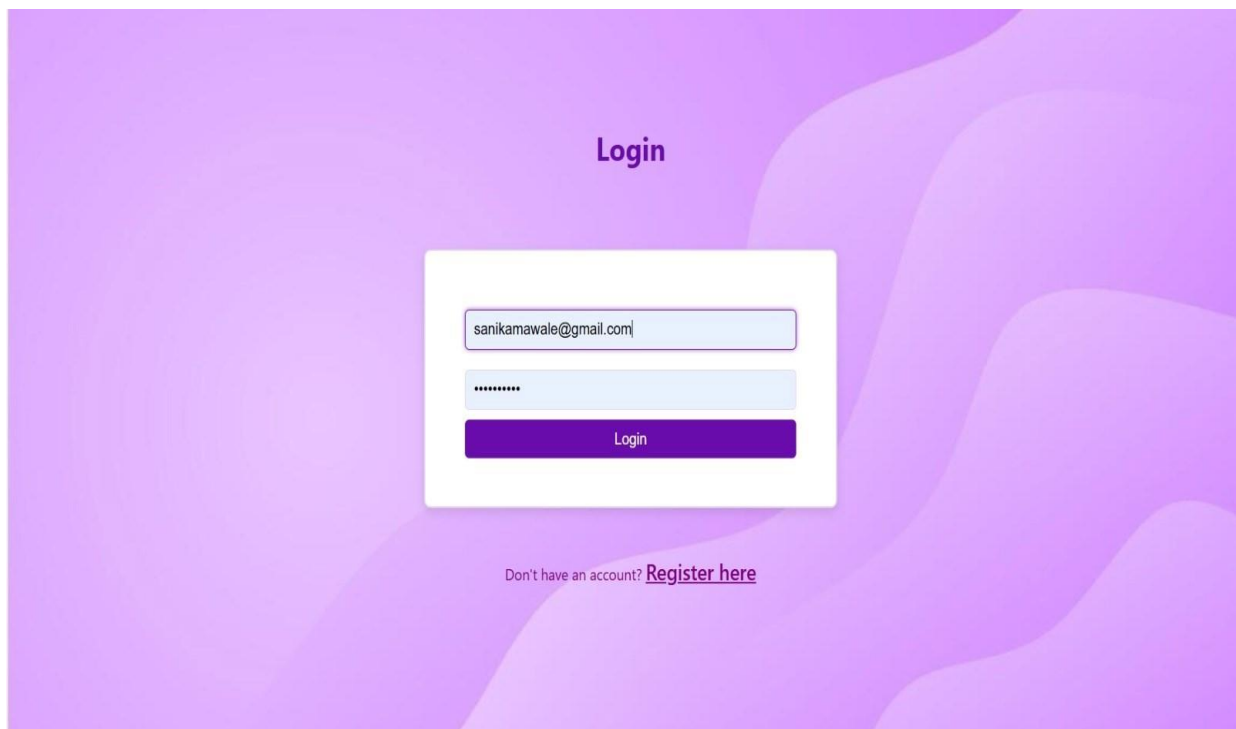 Login
sanikamawale@gmail.com
••••••••••
Login
Don't have an account? Register here